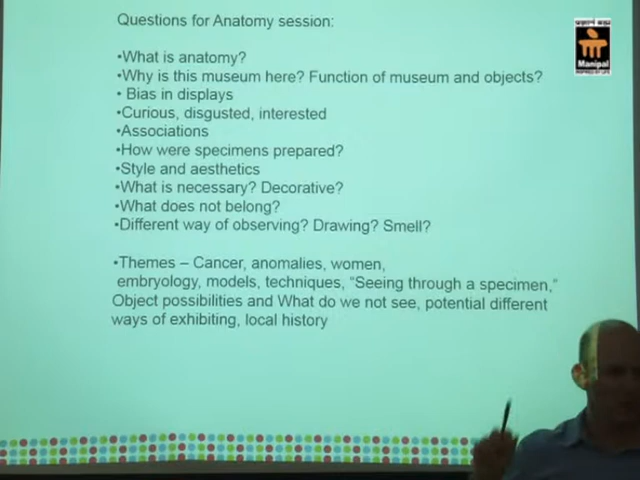 Questions for Anatomy session:
•What is anatomy?
•Why is this museum here? Function of museum and objects?
• Bias in displays
•Curious, disgusted, interested
•Associations
•How were specimens prepared?
•Style and aesthetics
•What is necessary? Decorative?
•What does not belong?
•Different way of observing? Drawing? Smell?
•Themes – Cancer, anomalies, women,
embryology, models, techniques, "Seeing through a specimen,"
Object possibilities and What do we not see, potential different
ways of exhibiting, local history
Manipal
INSPIRED BY LIFE